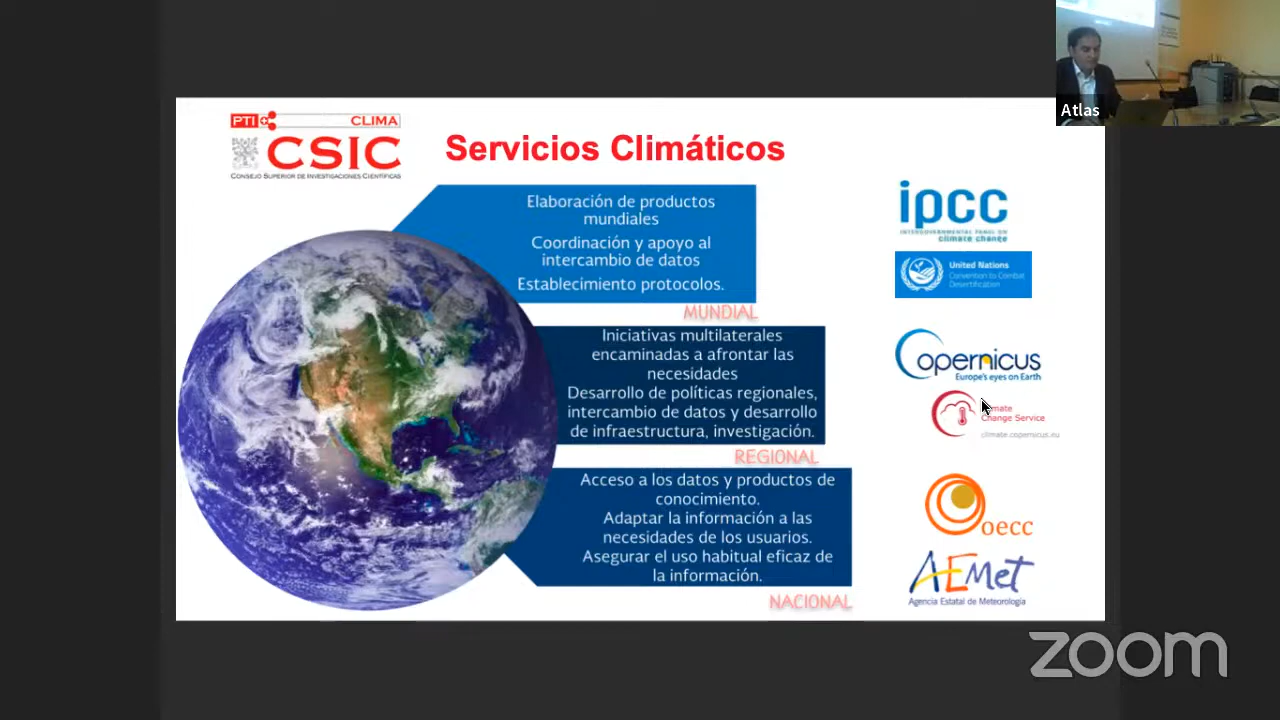 Atlas
PTI CLIMA
CSIC
CONSEJO SUPERIOR DE INVESTIGACIONES CIENTÍFICAS
Servicios Climáticos
Elaboración de productos
mundiales
Coordinación y apoyo al
intercambio de datos
Establecimiento protocolos.
MUNDIAL
ipcc
INTERGOVERNMENTAL PANEL ON
climate change
United Nations
Convention to Combat
Desertification
Iniciativas multilaterales
encaminadas a afrontar las
necesidades
Desarrollo de políticas regionales,
intercambio de datos y desarrollo
de infraestructura, investigación.
REGIONAL
Copernicus
Europe's eyes on Earth
Change Service
climate.copernicus.eu
Acceso a los datos y productos de
conocimiento.
Adaptar la información a las
necesidades de los usuarios.
Asegurar el uso habitual eficaz de
la información.
NACIONAL
oecc
AEMet
Agencia Estatal de Meteorología
zoom